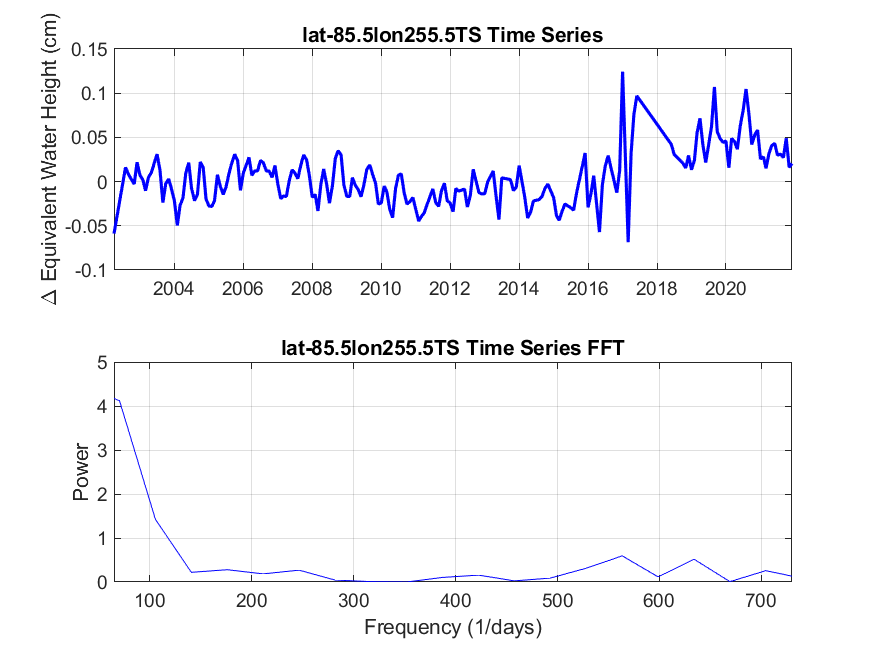 lat-85.5lon255.5TS Time Series
Δ Equivalent Water Height (cm)
0.15
0.1
0.05
0
-0.05
-0.1
2004 2006 2008 2010 2012 2014 2016 2018 2020
lat-85.5lon255.5TS Time Series FFT
Power
5
4
3
2
1
0
100 200 300 400 500 600 700
Frequency (1/days)